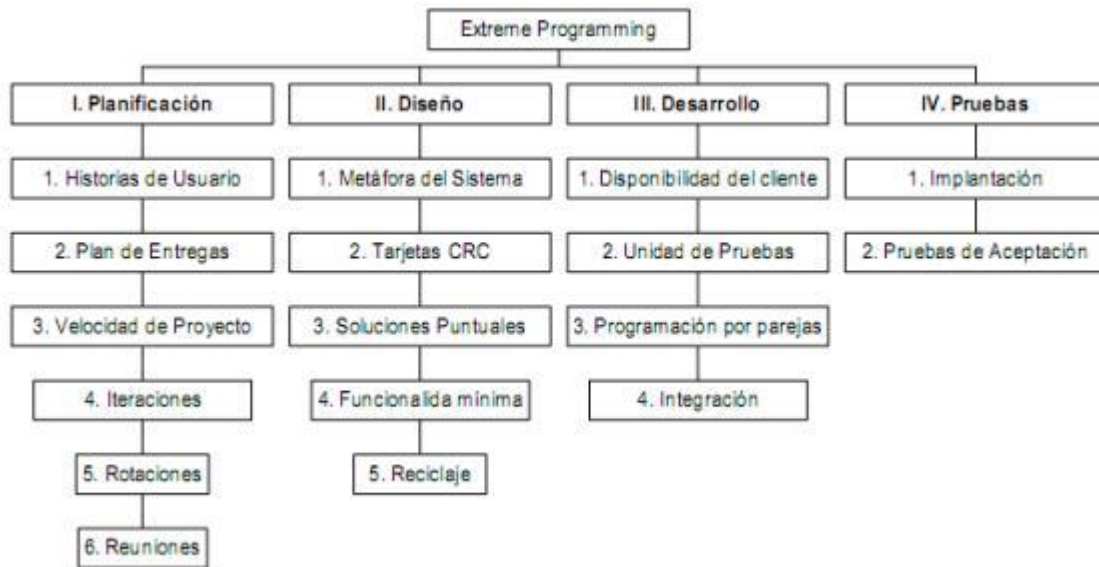 Extreme Programming
I. Planificación
II. Diseño
III. Desarrollo
IV. Pruebas
1. Historias de Usuario
1. Metáfora del Sistema
1. Disponibilidad del cliente
1. Implantación
2. Plan de Entregas
2. Tarjetas CRC
2. Unidad de Pruebas
2. Pruebas de Aceptación
3. Velocidad de Proyecto
3. Soluciones Puntuales
3. Programación por parejas
4. Iteraciones
4. Funcionalida mínima
4. Integración
5. Rotaciones
5. Reciclaje
6. Reuniones